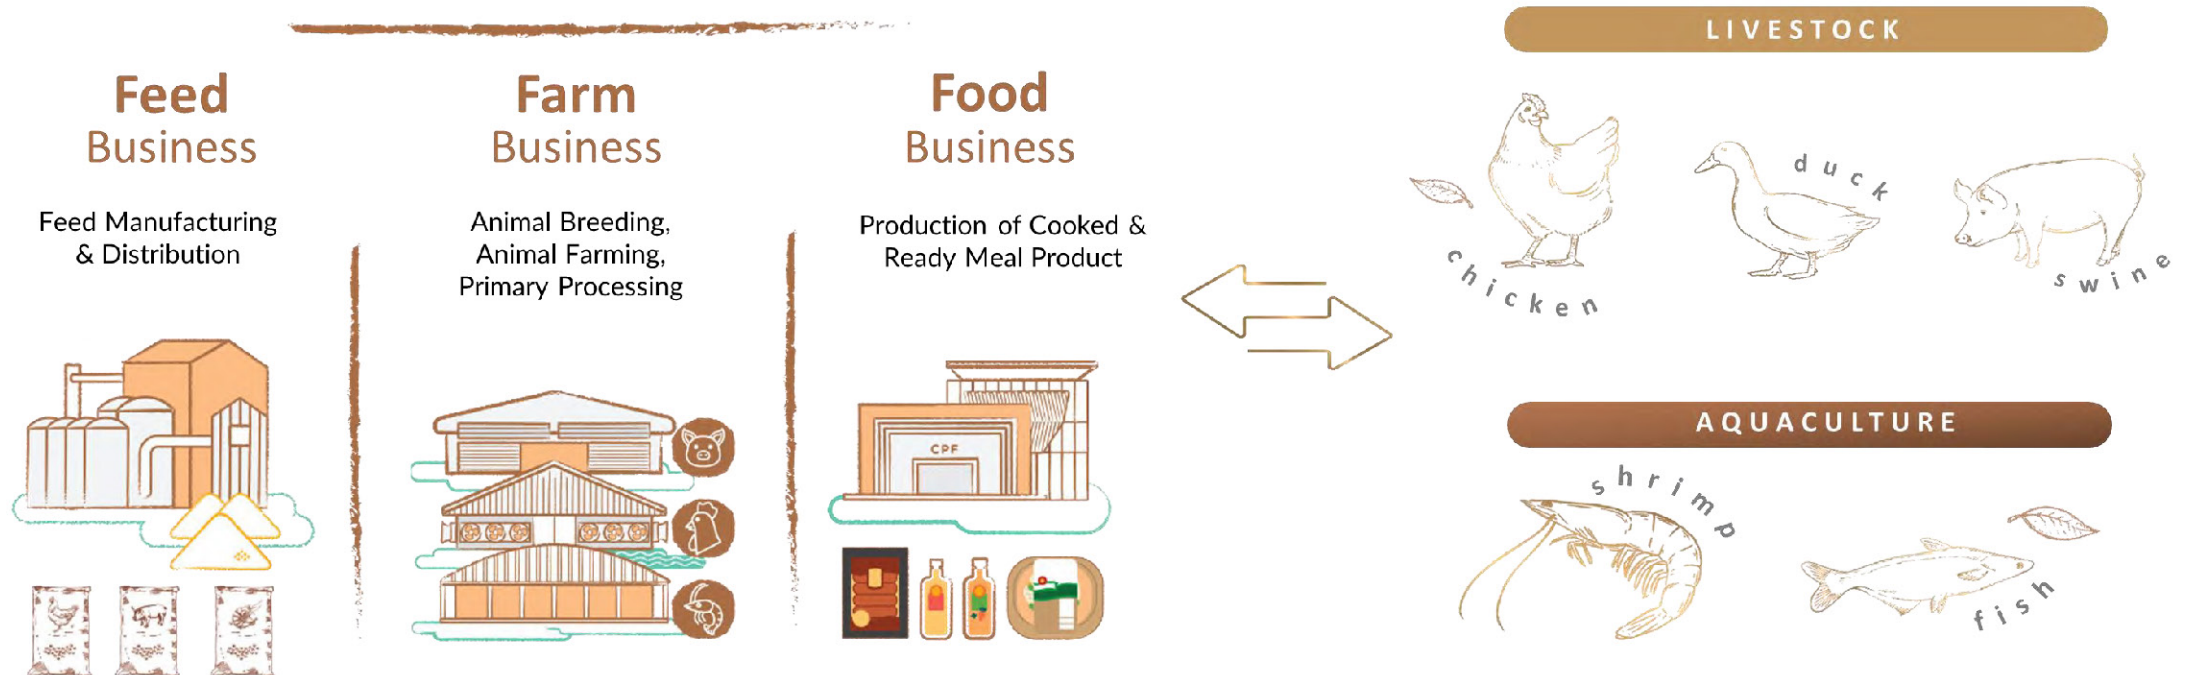 Feed
Business
Feed Manufacturing
& Distribution
Farm
Business
Animal Breeding,
Animal Farming,
Primary Processing
Food
Business
Production of Cooked &
Ready Meal Product
CPF
LIVESTOCK
chicken
duck
swine
AQUACULTURE
shrimp
fish